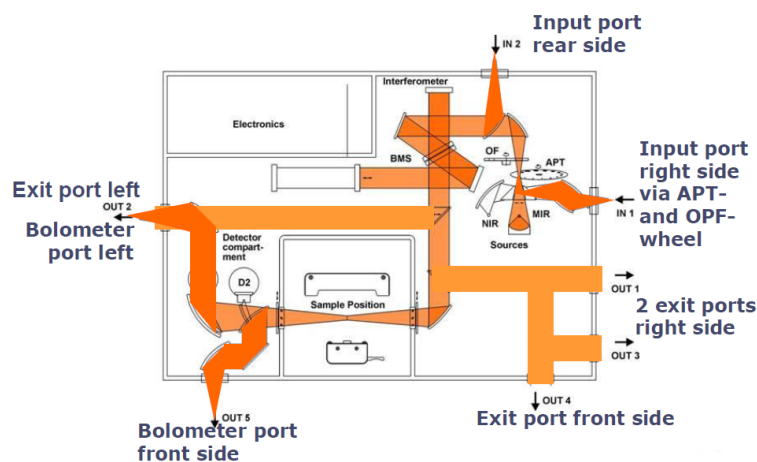 Input port
rear side
IN 2
Interferometer
Electronics
OF
APT
BMS
Input port
right side
via APT-
and OPF-
wheel
IN 1
NIR
MIR
Sources
Exit port left
OUT 2
Bolometer
port left
Detector
compart-
ment
D2
Sample Position
OUT 1
2 exit ports
right side
OUT 3
OUT 4
Exit port front side
OUT 5
Bolometer port
front side